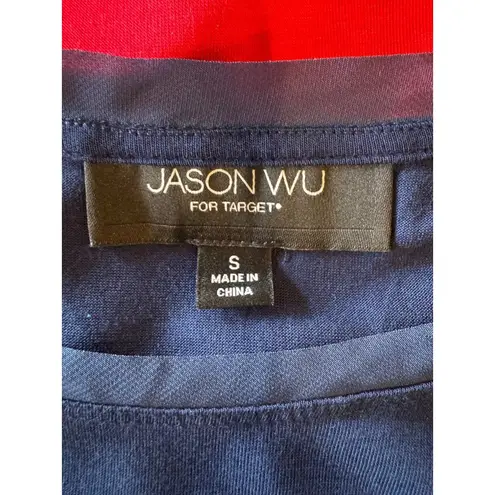 JASON WU
FOR TARGET®
S
MADE IN
CHINA